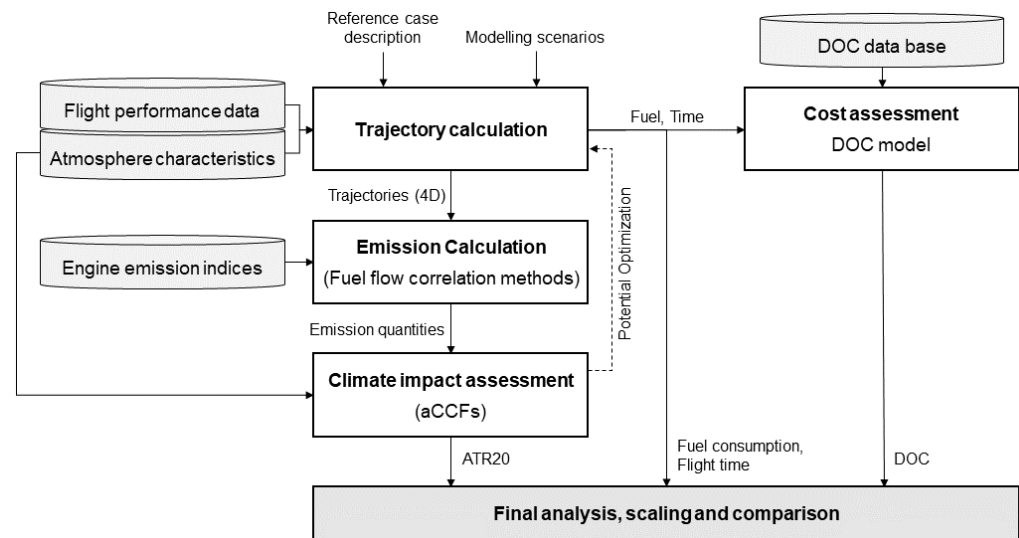 Reference case
description
Modelling scenarios
DOC data base
Flight performance data
Atmosphere characteristics
Trajectory calculation
Fuel, Time
Cost assessment
DOC model
Trajectories (4D)
Potential Optimization
Engine emission indices
Emission Calculation
(Fuel flow correlation methods)
Emission quantities
Climate impact assessment
(aCCFs)
ATR20
Fuel consumption,
Flight time
DOC
Final analysis, scaling and comparison